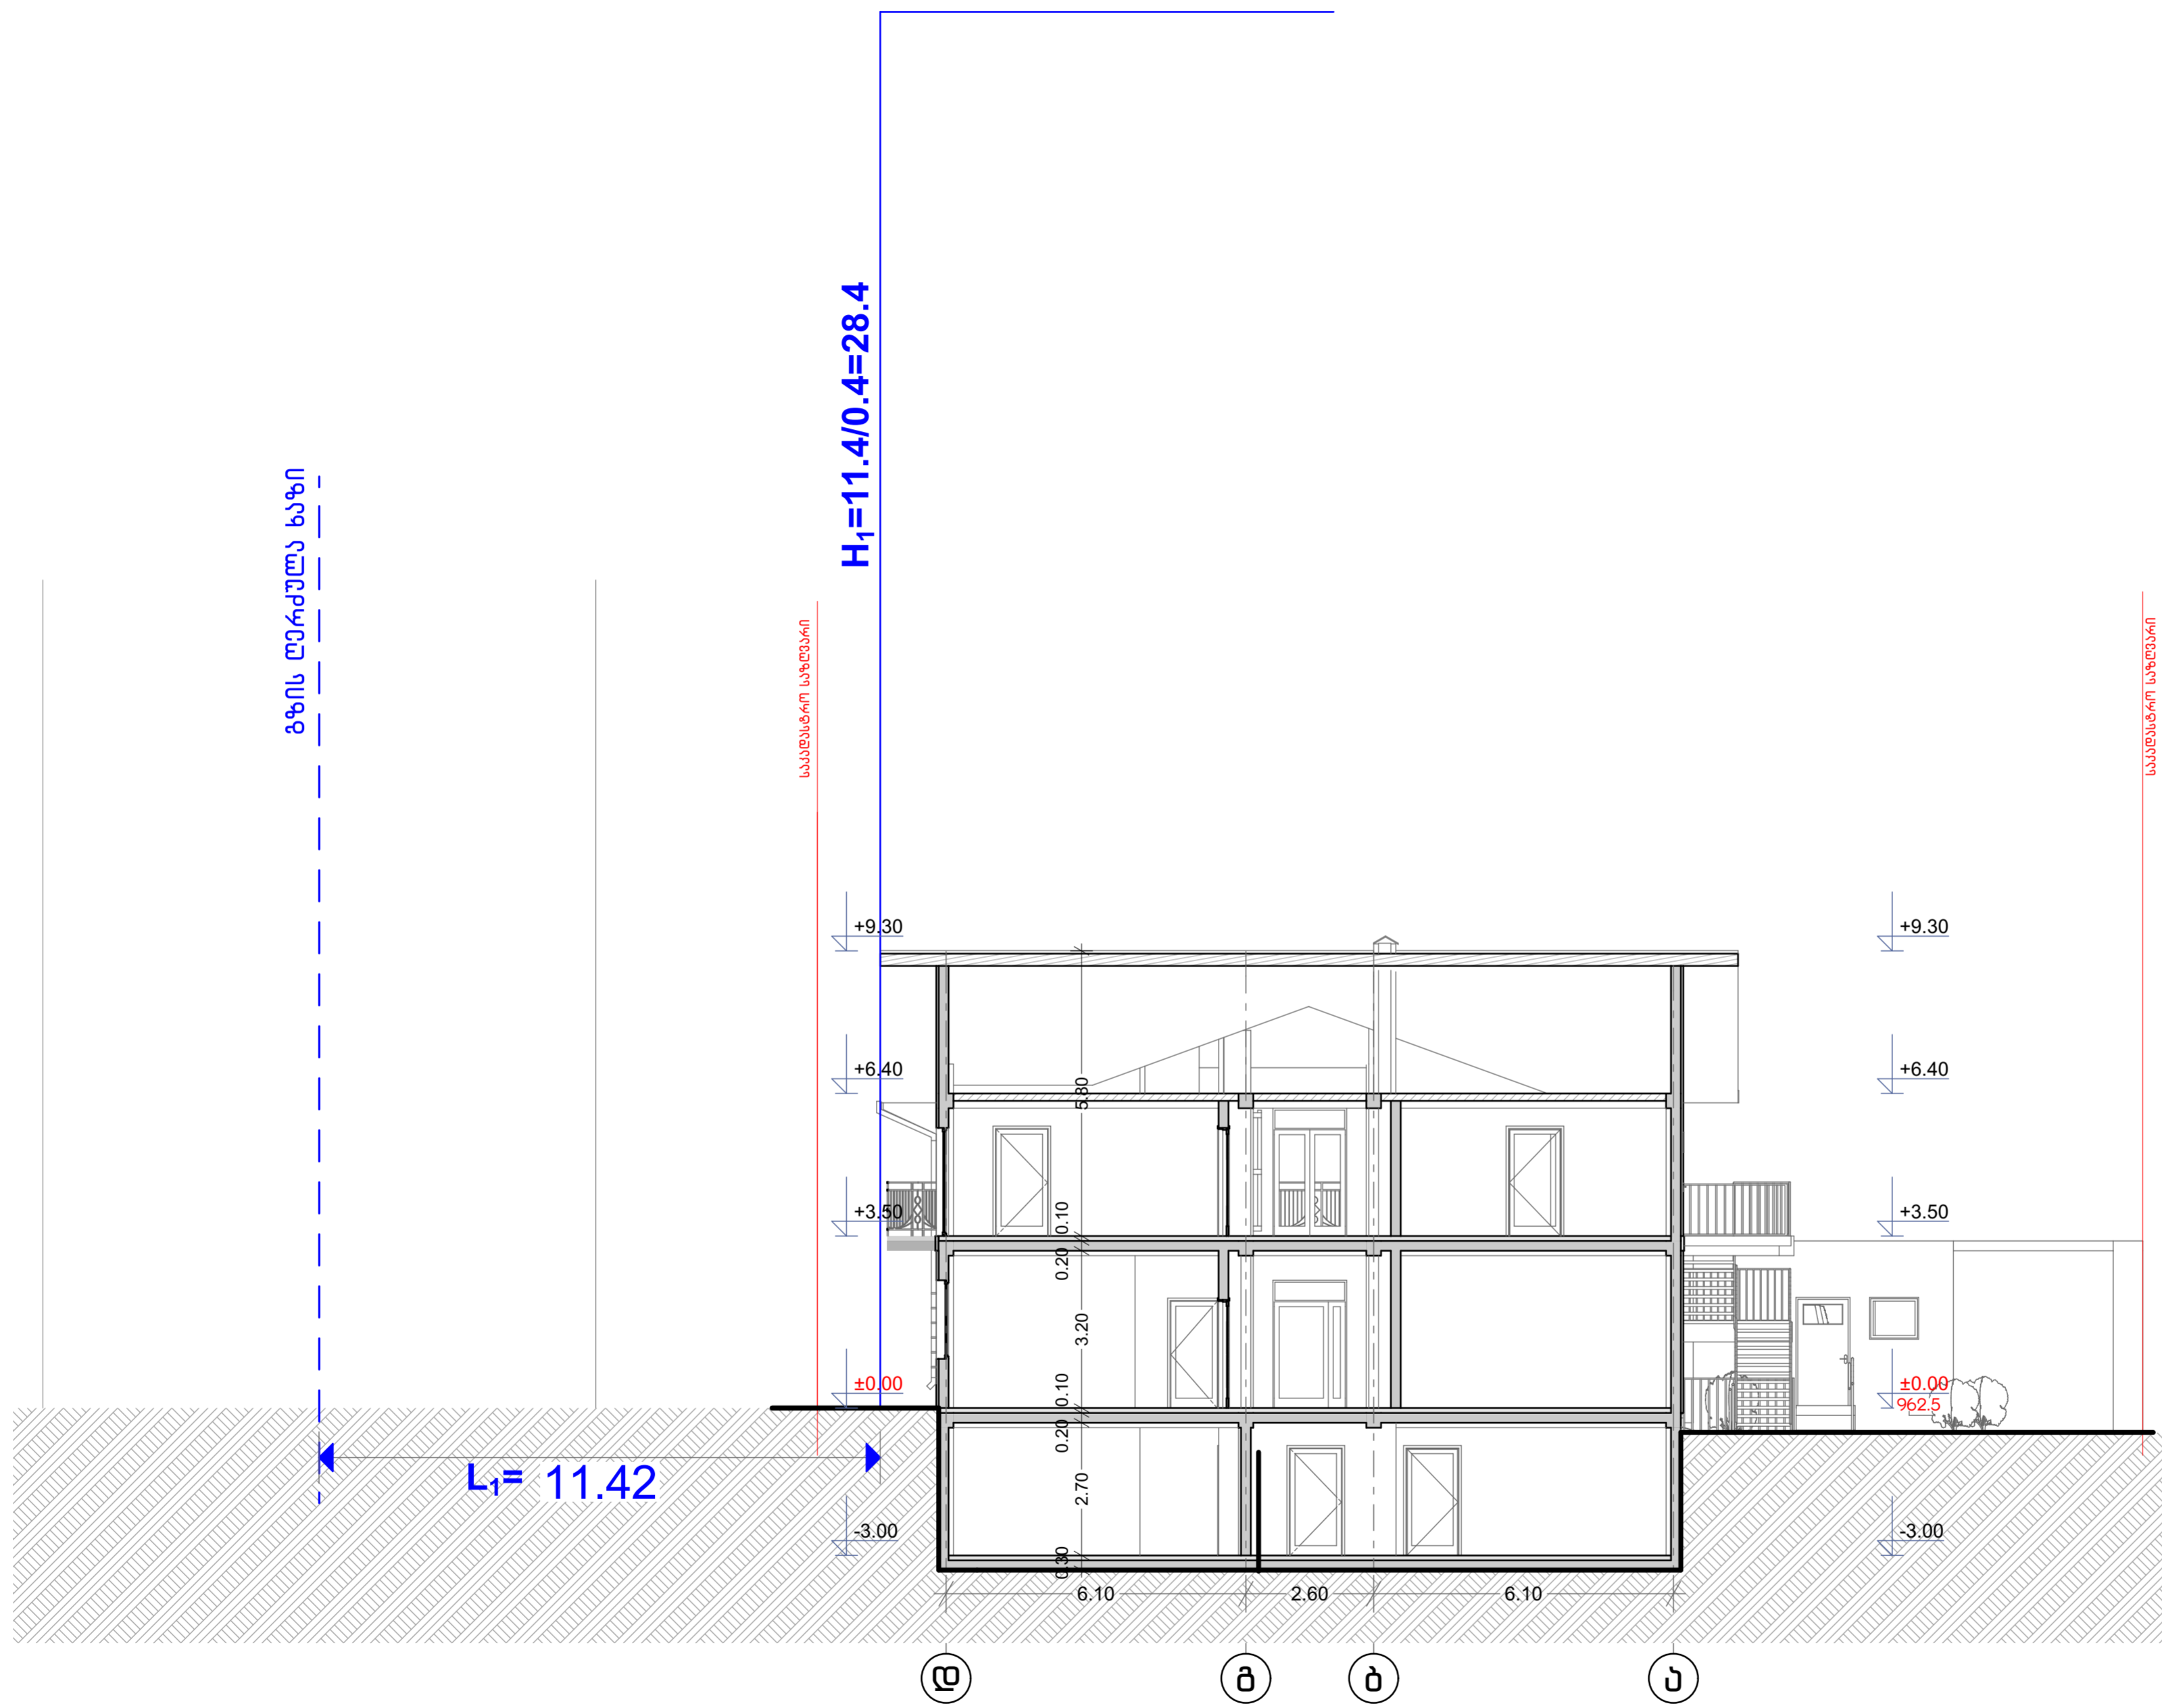 H₁=11.4/0.4=28.4
გზის ღერძულა ხაზი
საკადასტრო საზღვარი
საკადასტრო საზღვარი
+9.30
+9.30
+6.40
+6.40
5.80
+3.50
0.10
+3.50
0.20
3.20
±0.00
0.10
±0.00
962.5
0.20
L₁= 11.42
2.70
-3.00
-3.00
0.30
6.10
2.60
6.10
დ
გ
ბ
ა